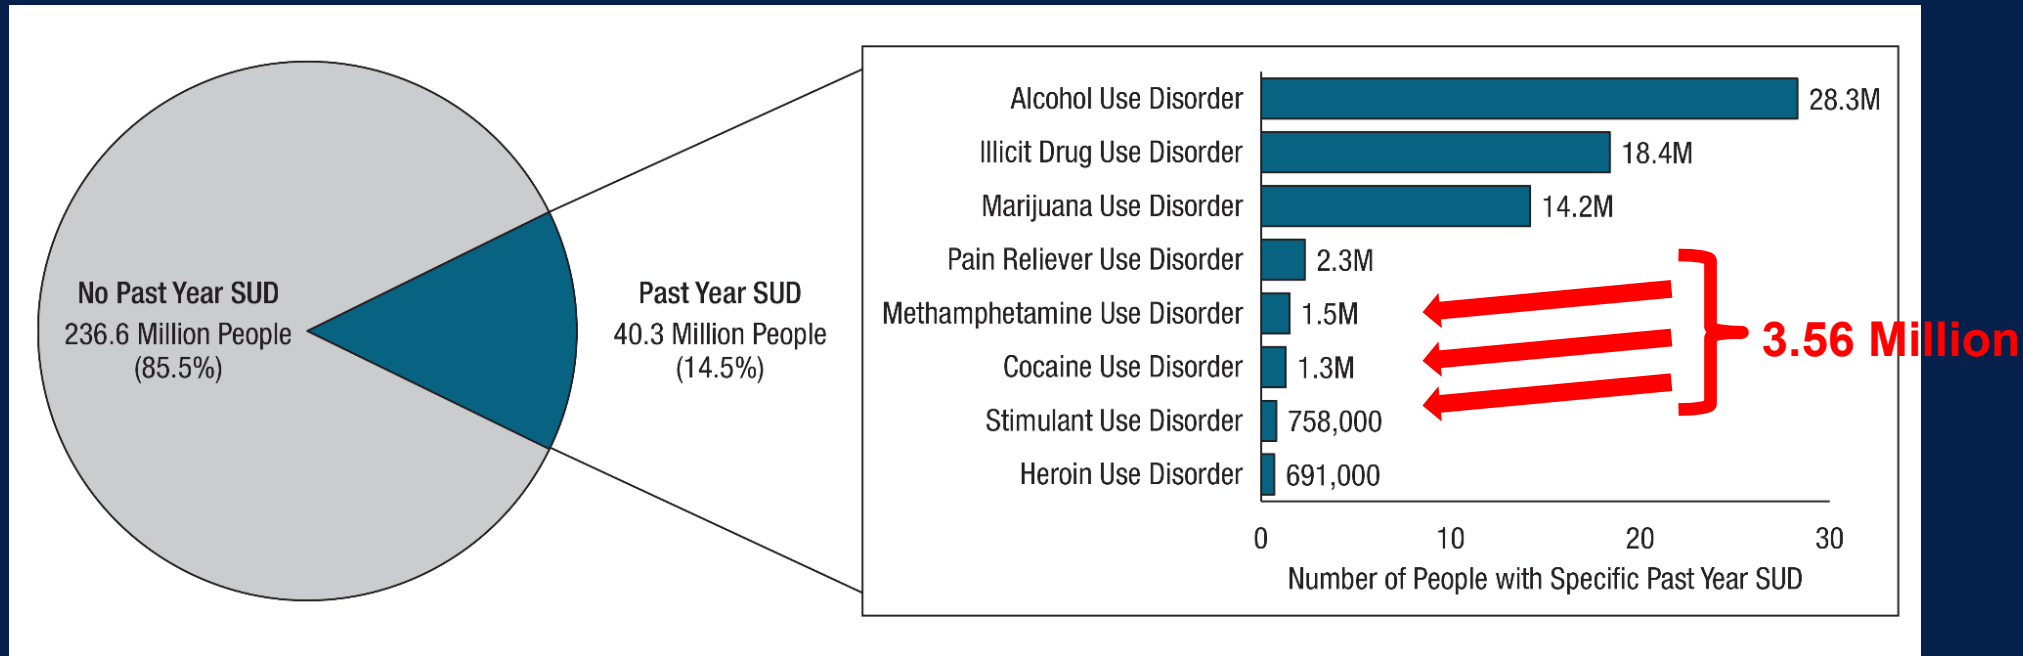 No Past Year SUD
236.6 Million People
(85.5%)
Past Year SUD
40.3 Million People
(14.5%)
Alcohol Use Disorder 28.3M
Illicit Drug Use Disorder 18.4M
Marijuana Use Disorder 14.2M
Pain Reliever Use Disorder 2.3M
Methamphetamine Use Disorder 1.5M
Cocaine Use Disorder 1.3M
Stimulant Use Disorder 758,000
Heroin Use Disorder 691,000
3.56 Million
0 10 20 30
Number of People with Specific Past Year SUD